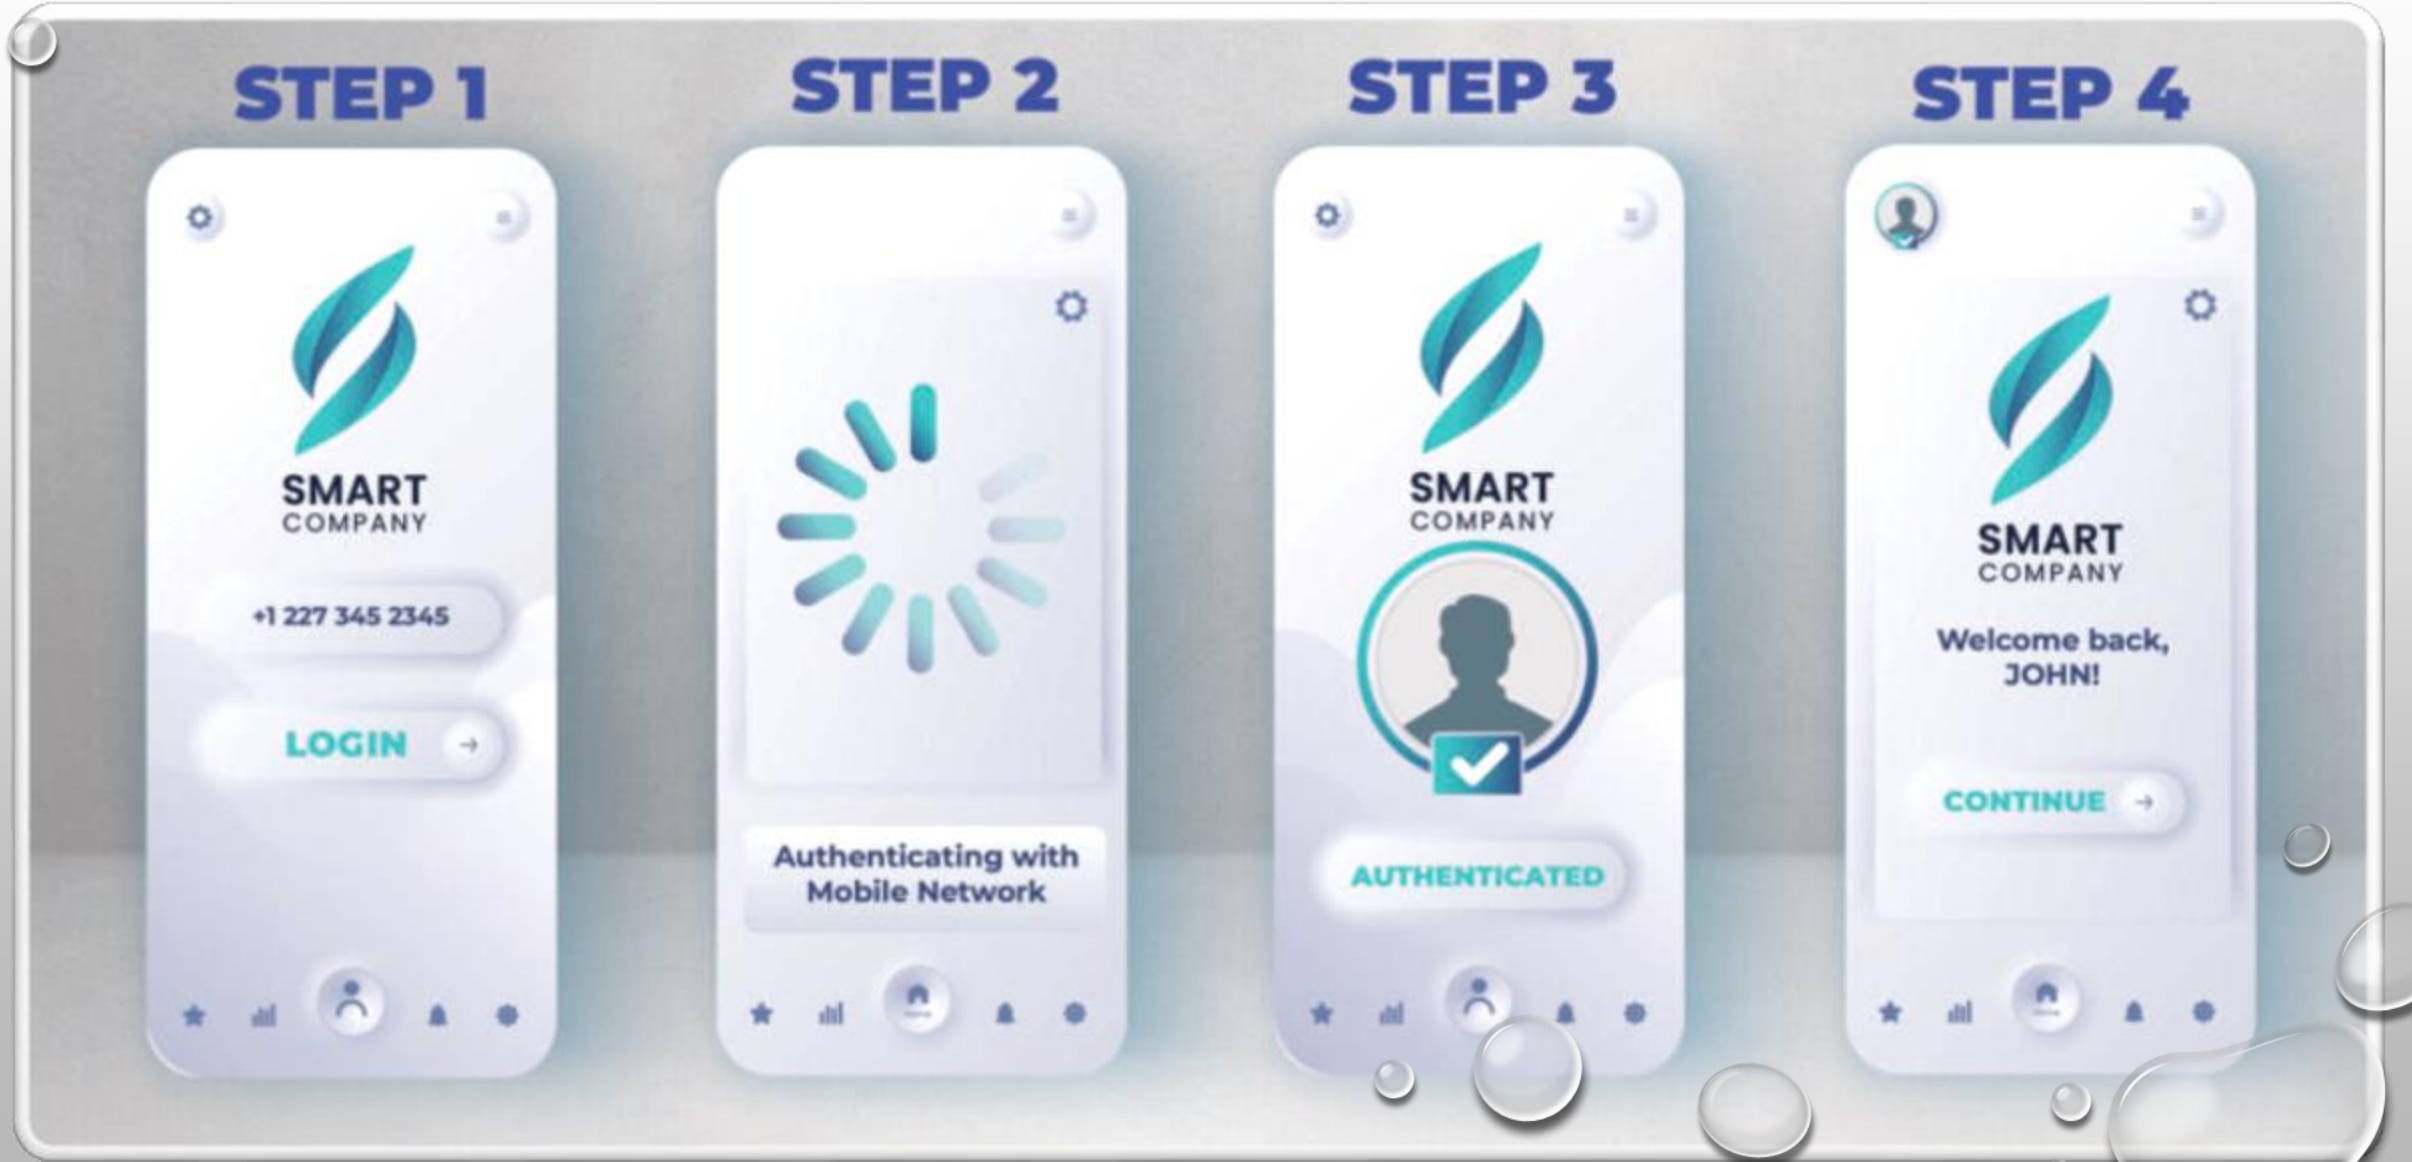 STEP 1
SMART
COMPANY
+1 227 345 2345
LOGIN
STEP 2
Authenticating with
Mobile Network
STEP 3
SMART
COMPANY
AUTHENTICATED
STEP 4
SMART
COMPANY
Welcome back,
JOHN!
CONTINUE